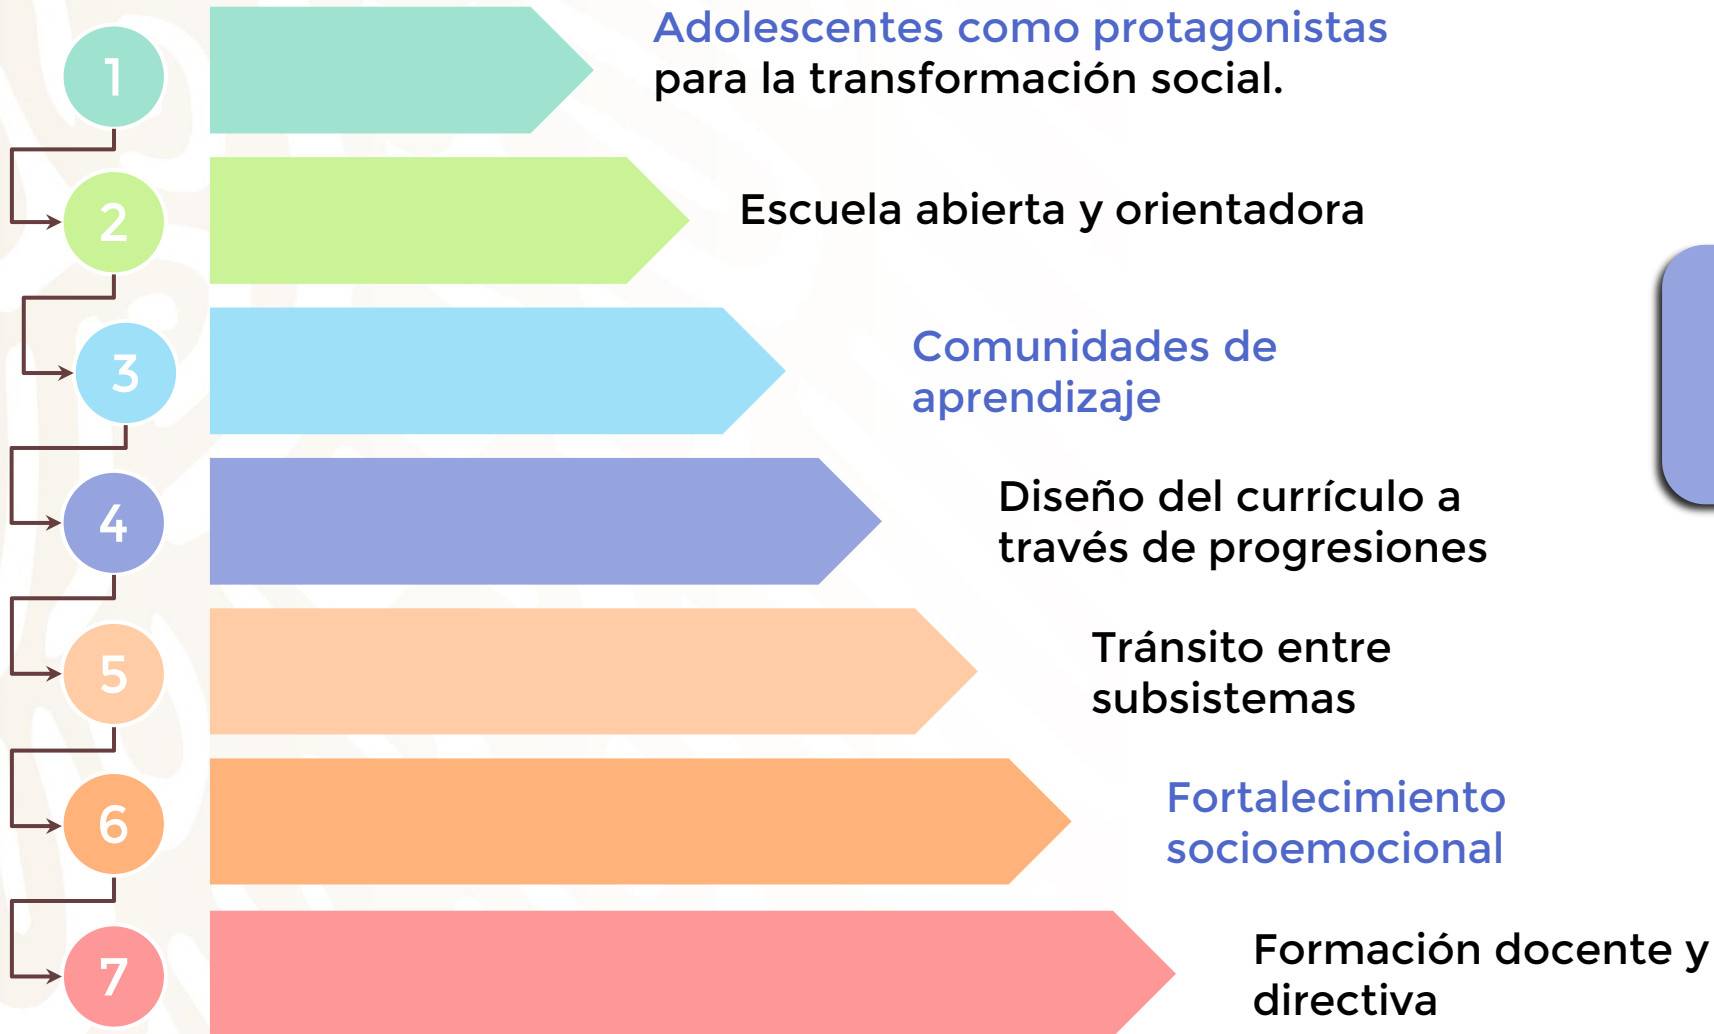 1
Adolescentes como protagonistas
para la transformación social.
2
Escuela abierta y orientadora
3
Comunidades de
aprendizaje
4
Diseño del currículo a
través de progresiones
5
Tránsito entre
subsistemas
6
Fortalecimiento
socioemocional
7
Formación docente y
directiva